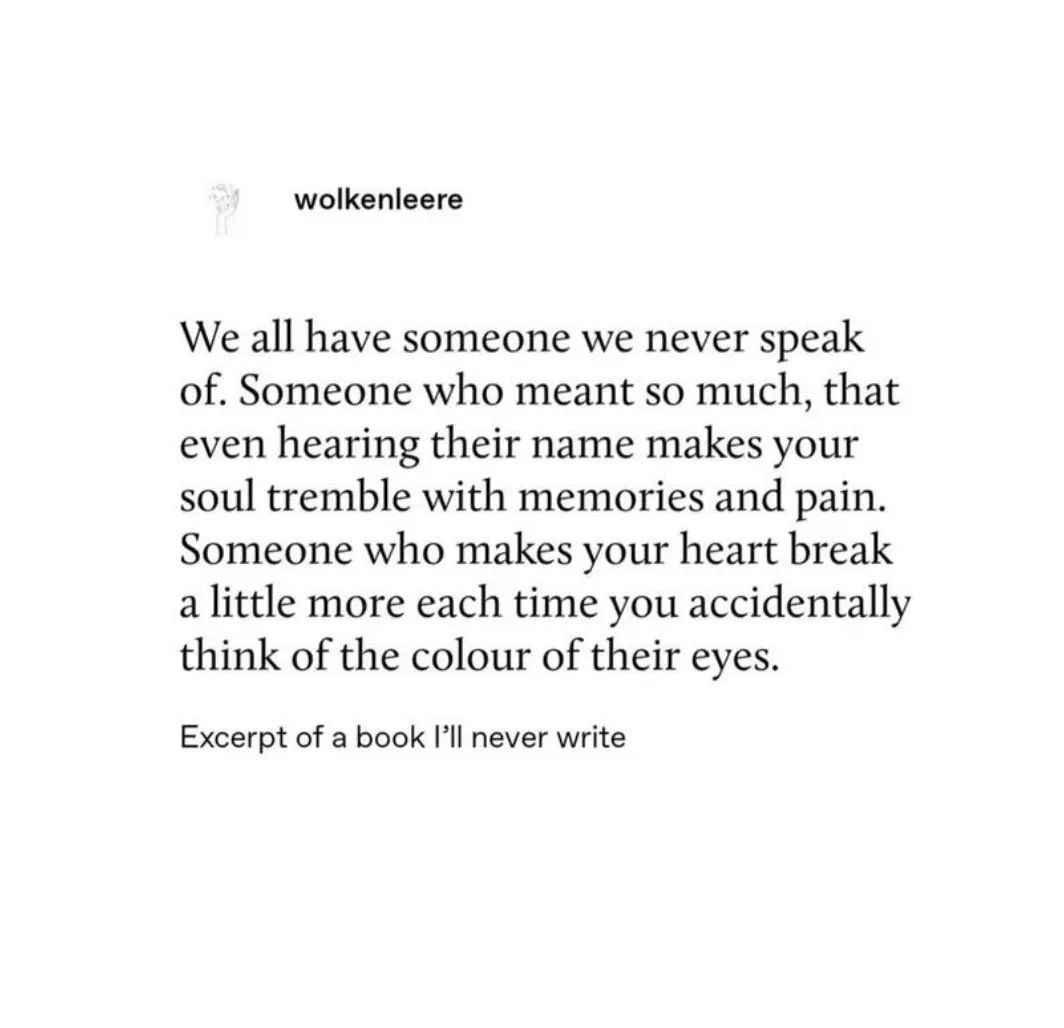 wolkenleere
We all have someone we never speak
of. Someone who meant so much, that
even hearing their name makes your
soul tremble with memories and pain.
Someone who makes your heart break
a little more each time you accidentally
think of the colour of their eyes.
Excerpt of a book I’ll never write